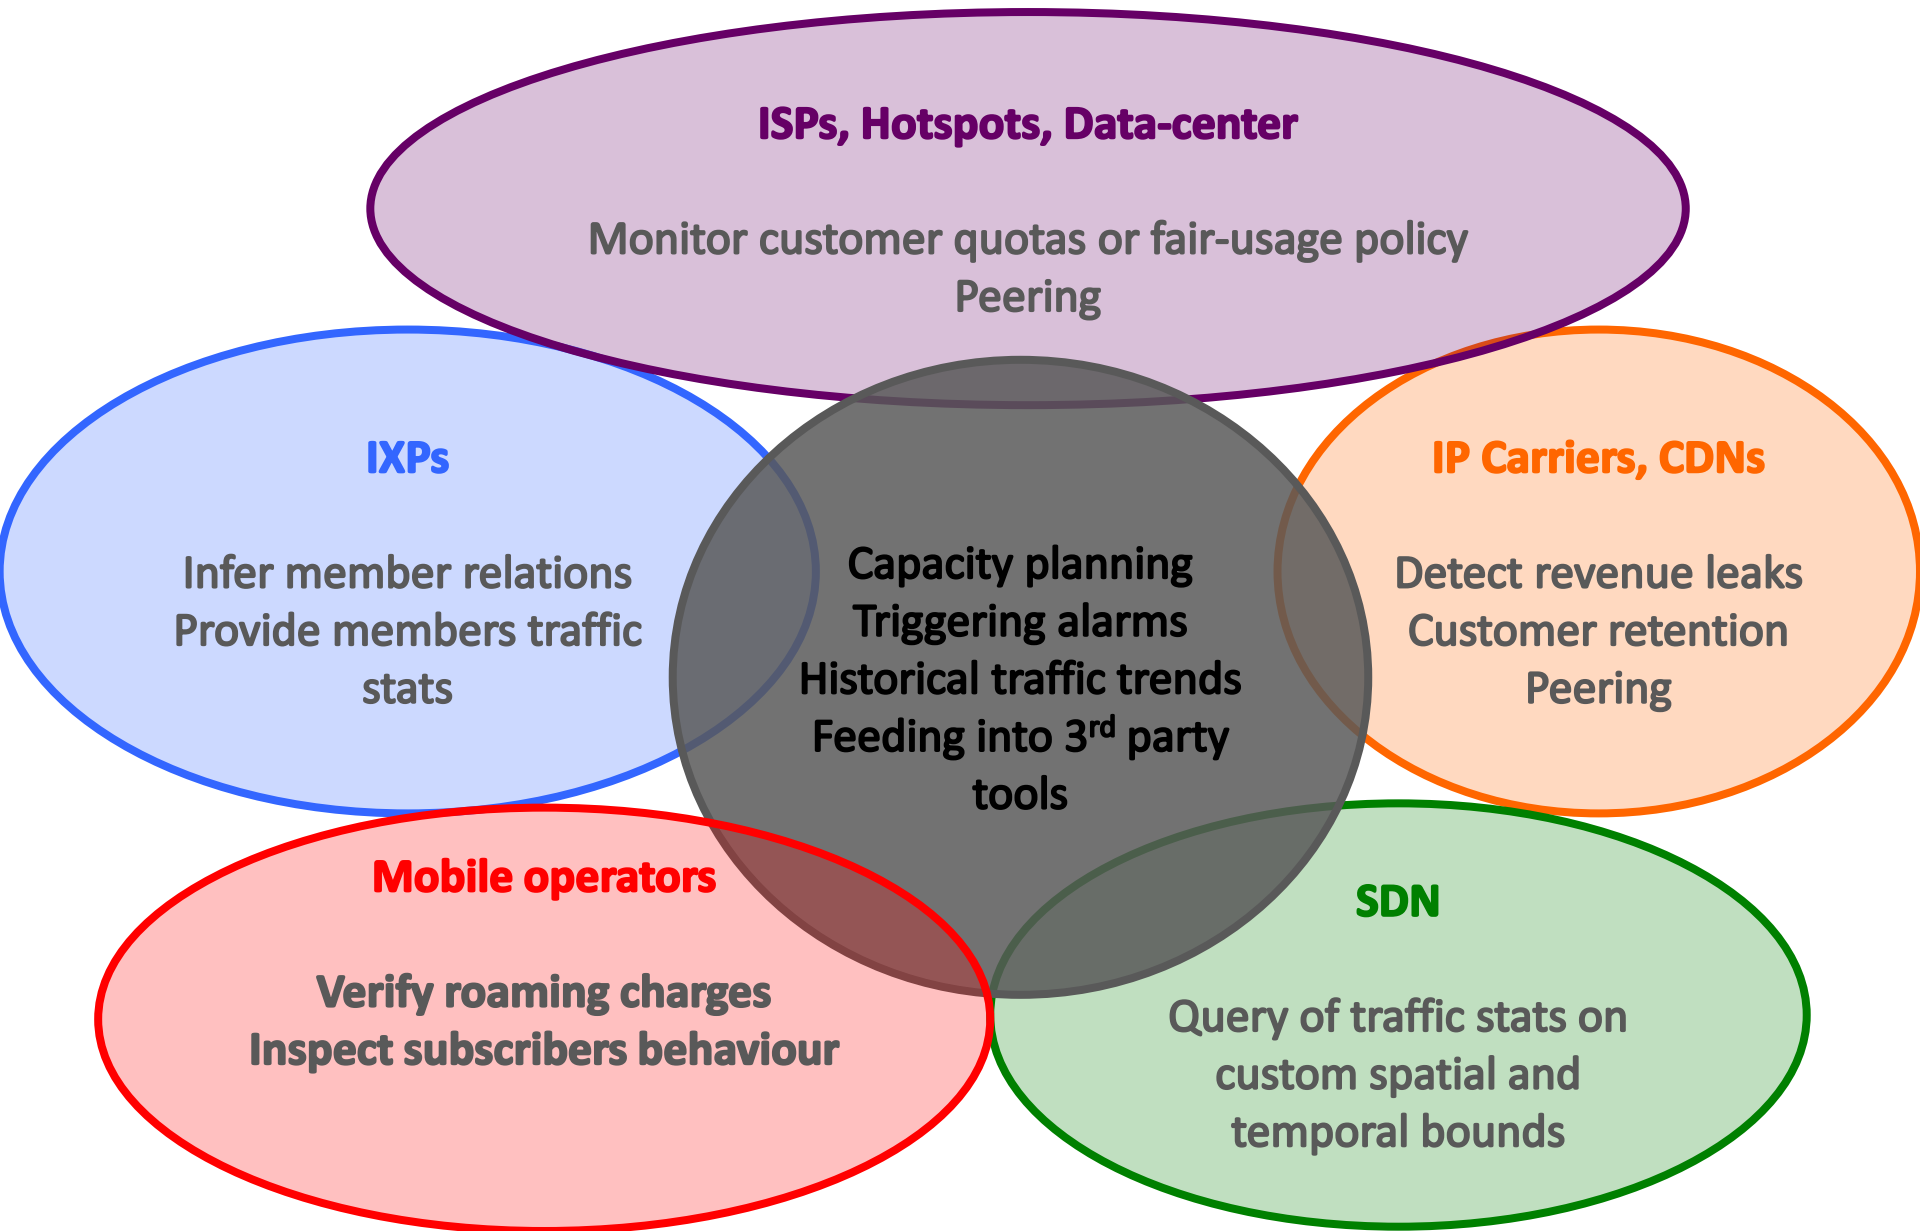 ISPs, Hotspots, Data-center
Monitor customer quotas or fair-usage policy
Peering
IXPs
Infer member relations
Provide members traffic
stats
Capacity planning
Triggering alarms
Historical traffic trends
Feeding into 3rd party
tools
IP Carriers, CDNs
Detect revenue leaks
Customer retention
Peering
Mobile operators
Verify roaming charges
Inspect subscribers behaviour
SDN
Query of traffic stats on
custom spatial and
temporal bounds